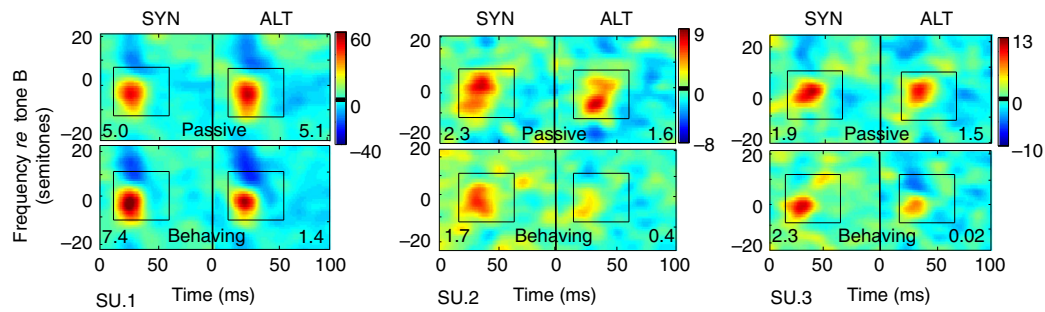 SYN ALT SYN ALT SYN ALT
20 60 20 9 20 13
0 0 0 0 0 0
–20 –20 –20
5.0 Passive 5.1 2.3 Passive 1.6 1.9 Passive 1.5
–40 –8 –10
20 20 20
0 0 0
–20 –20 –20
7.4 Behaving 1.4 1.7 Behaving 0.4 2.3 Behaving 0.02
0 50 0 50 100 0 50 0 50 100 0 50 0 50 100
SU.1 Time (ms) SU.2 Time (ms) SU.3 Time (ms)
Frequency re tone B
(semitones)